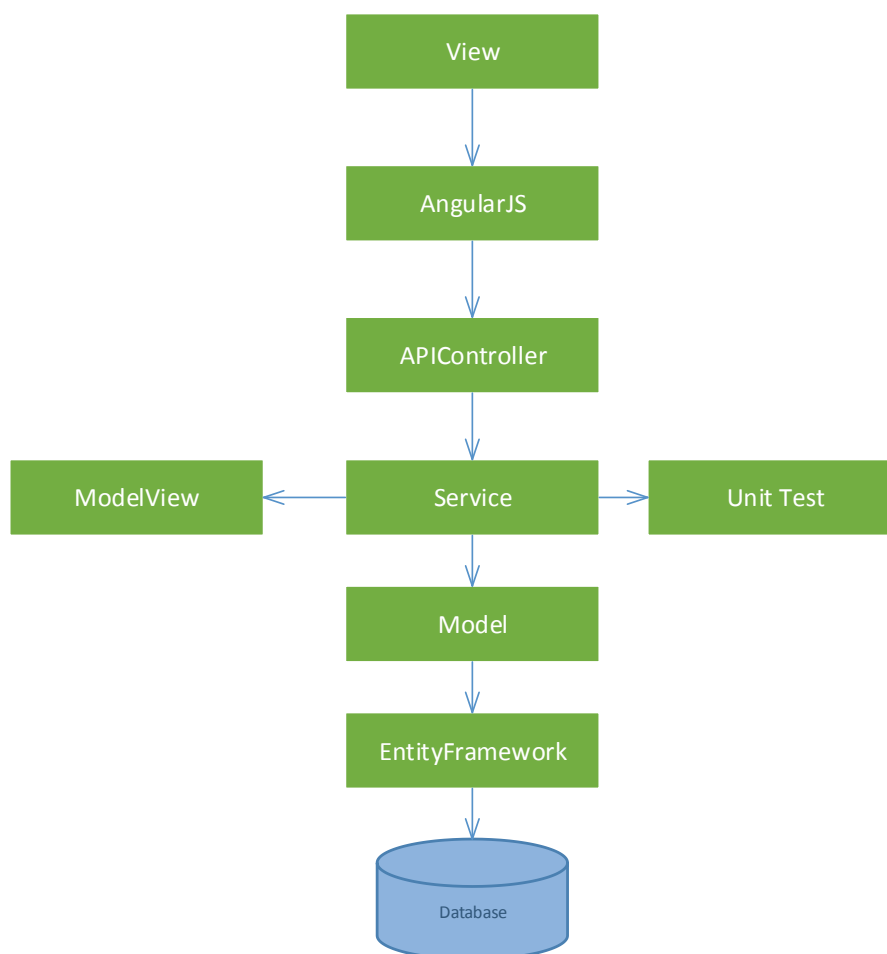 View
AngularJS
APIController
ModelView
Service
Unit Test
Model
EntityFramework
Database